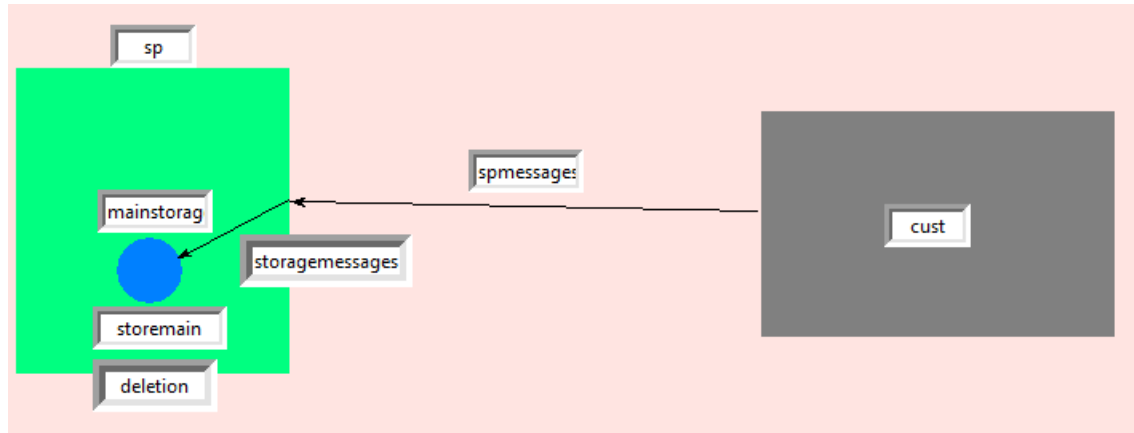 sp
spmessages
mainstorag
cust
storagemessages
storemain
deletion